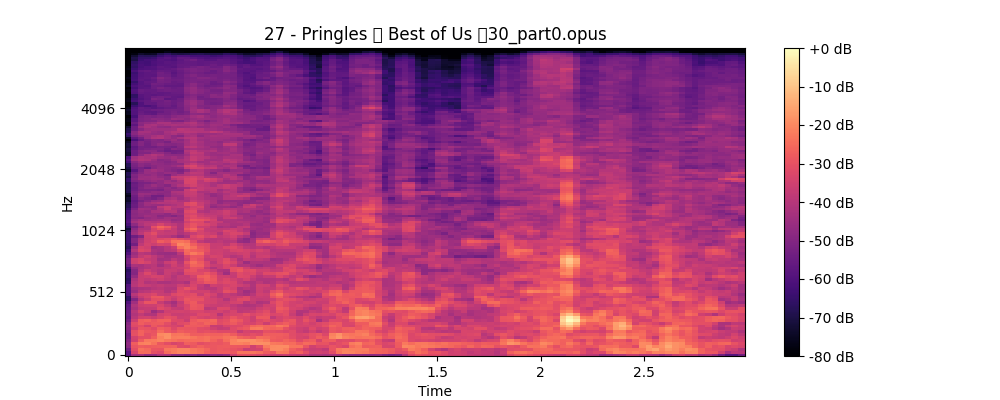 27 - Pringles ▯ Best of Us ▯30_part0.opus
+0 dB
4096
2048
1024
512
0
Hz
-10 dB
-20 dB
-30 dB
-40 dB
-50 dB
-60 dB
-70 dB
-80 dB
0
0.5
1
1.5
2
2.5
Time